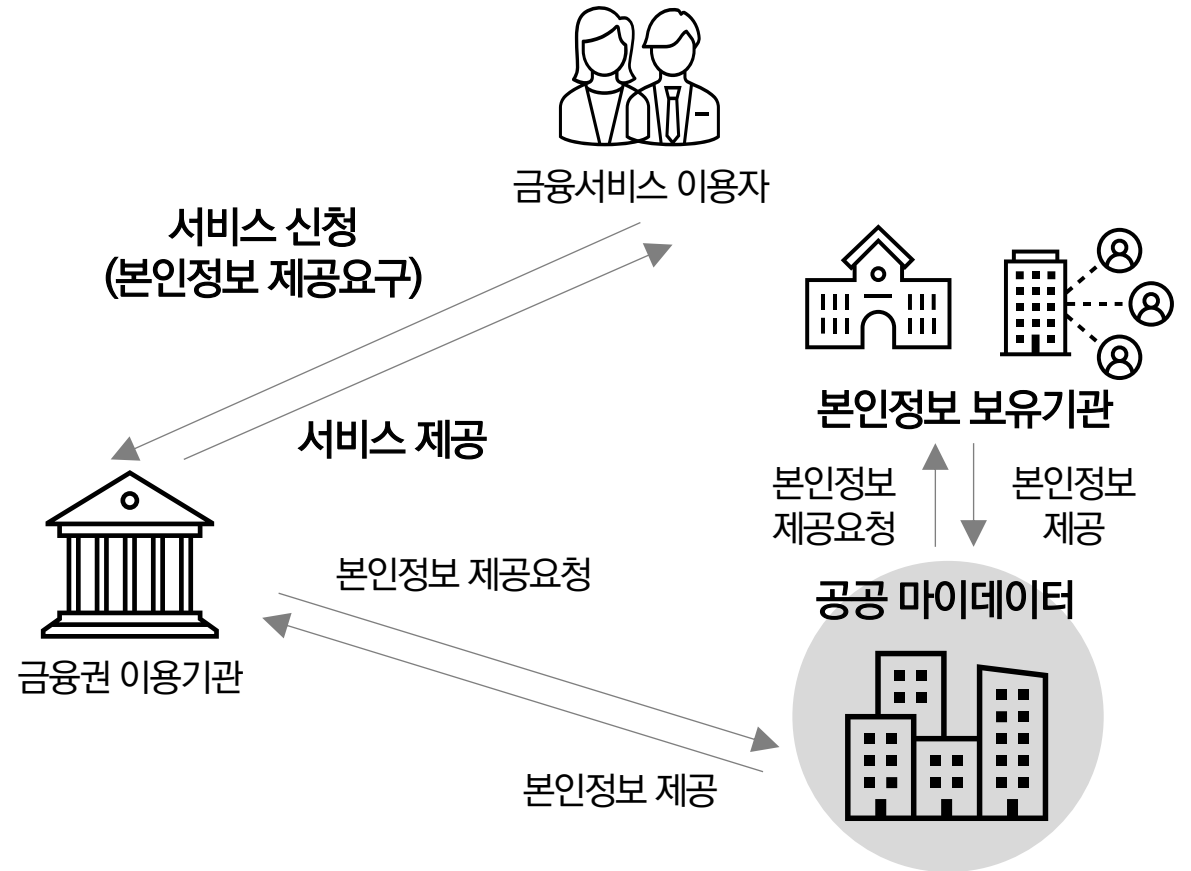 금융서비스 이용자
서비스 신청
(본인정보 제공요구)
서비스 제공
본인정보 보유기관
본인정보
제공요청
본인정보
제공
본인정보 제공요청
공공 마이데이터
금융권 이용기관
본인정보 제공